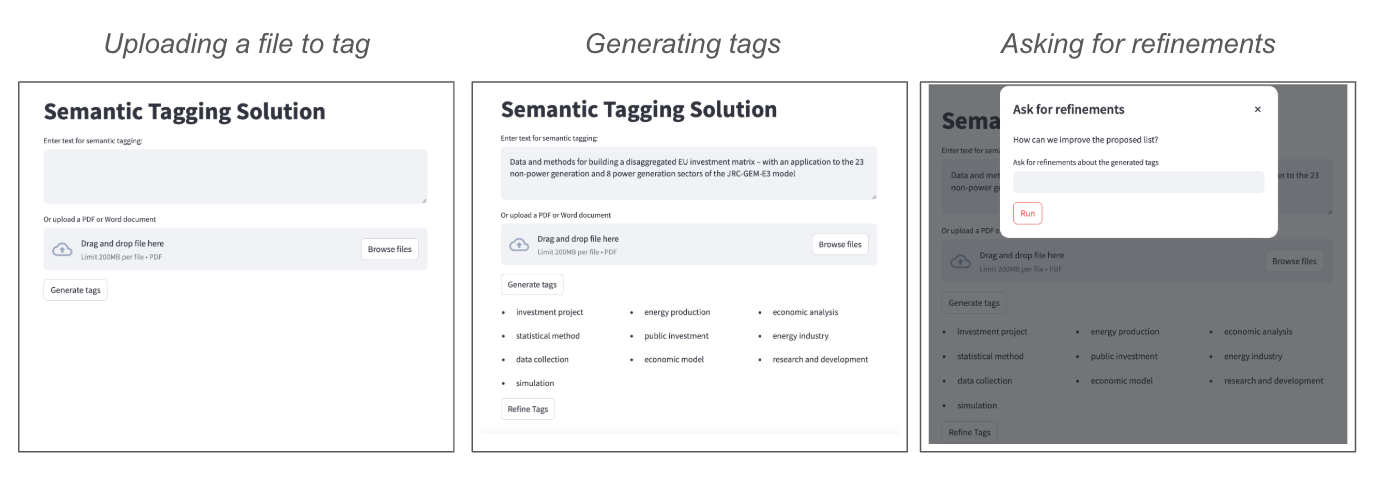 Uploading a file to tag
Semantic Tagging Solution
Enter text for semantic tagging:
Or upload a PDF or Word document
Drag and drop file here
Limit 200MB per file • PDF
Browse files
Generate tags
Generating tags
Semantic Tagging Solution
Enter text for semantic tagging:
Data and methods for building a disaggregated EU investment matrix – with an application to the 23
non-power generation and 8 power generation sectors of the JRC-GEM-E3 model
Or upload a PDF or Word document
Drag and drop file here
Limit 200MB per file • PDF
Browse files
Generate tags
• investment project • energy production • economic analysis
• statistical method • public investment • energy industry
• data collection • economic model • research and development
• simulation
Refine Tags
Asking for refinements
Ask for refinements ×
How can we improve the proposed list?
Ask for refinements about the generated tags
Run
Sema
Enter text for sema
Data and met n to the 23
non-power ge
Or upload a PDF o
Drag and drop file here
Limit 200MB per file • PDF
Browse files
Generate tags
• investment project • energy production • economic analysis
• statistical method • public investment • energy industry
• data collection • economic model • research and development
• simulation
Refine Tags